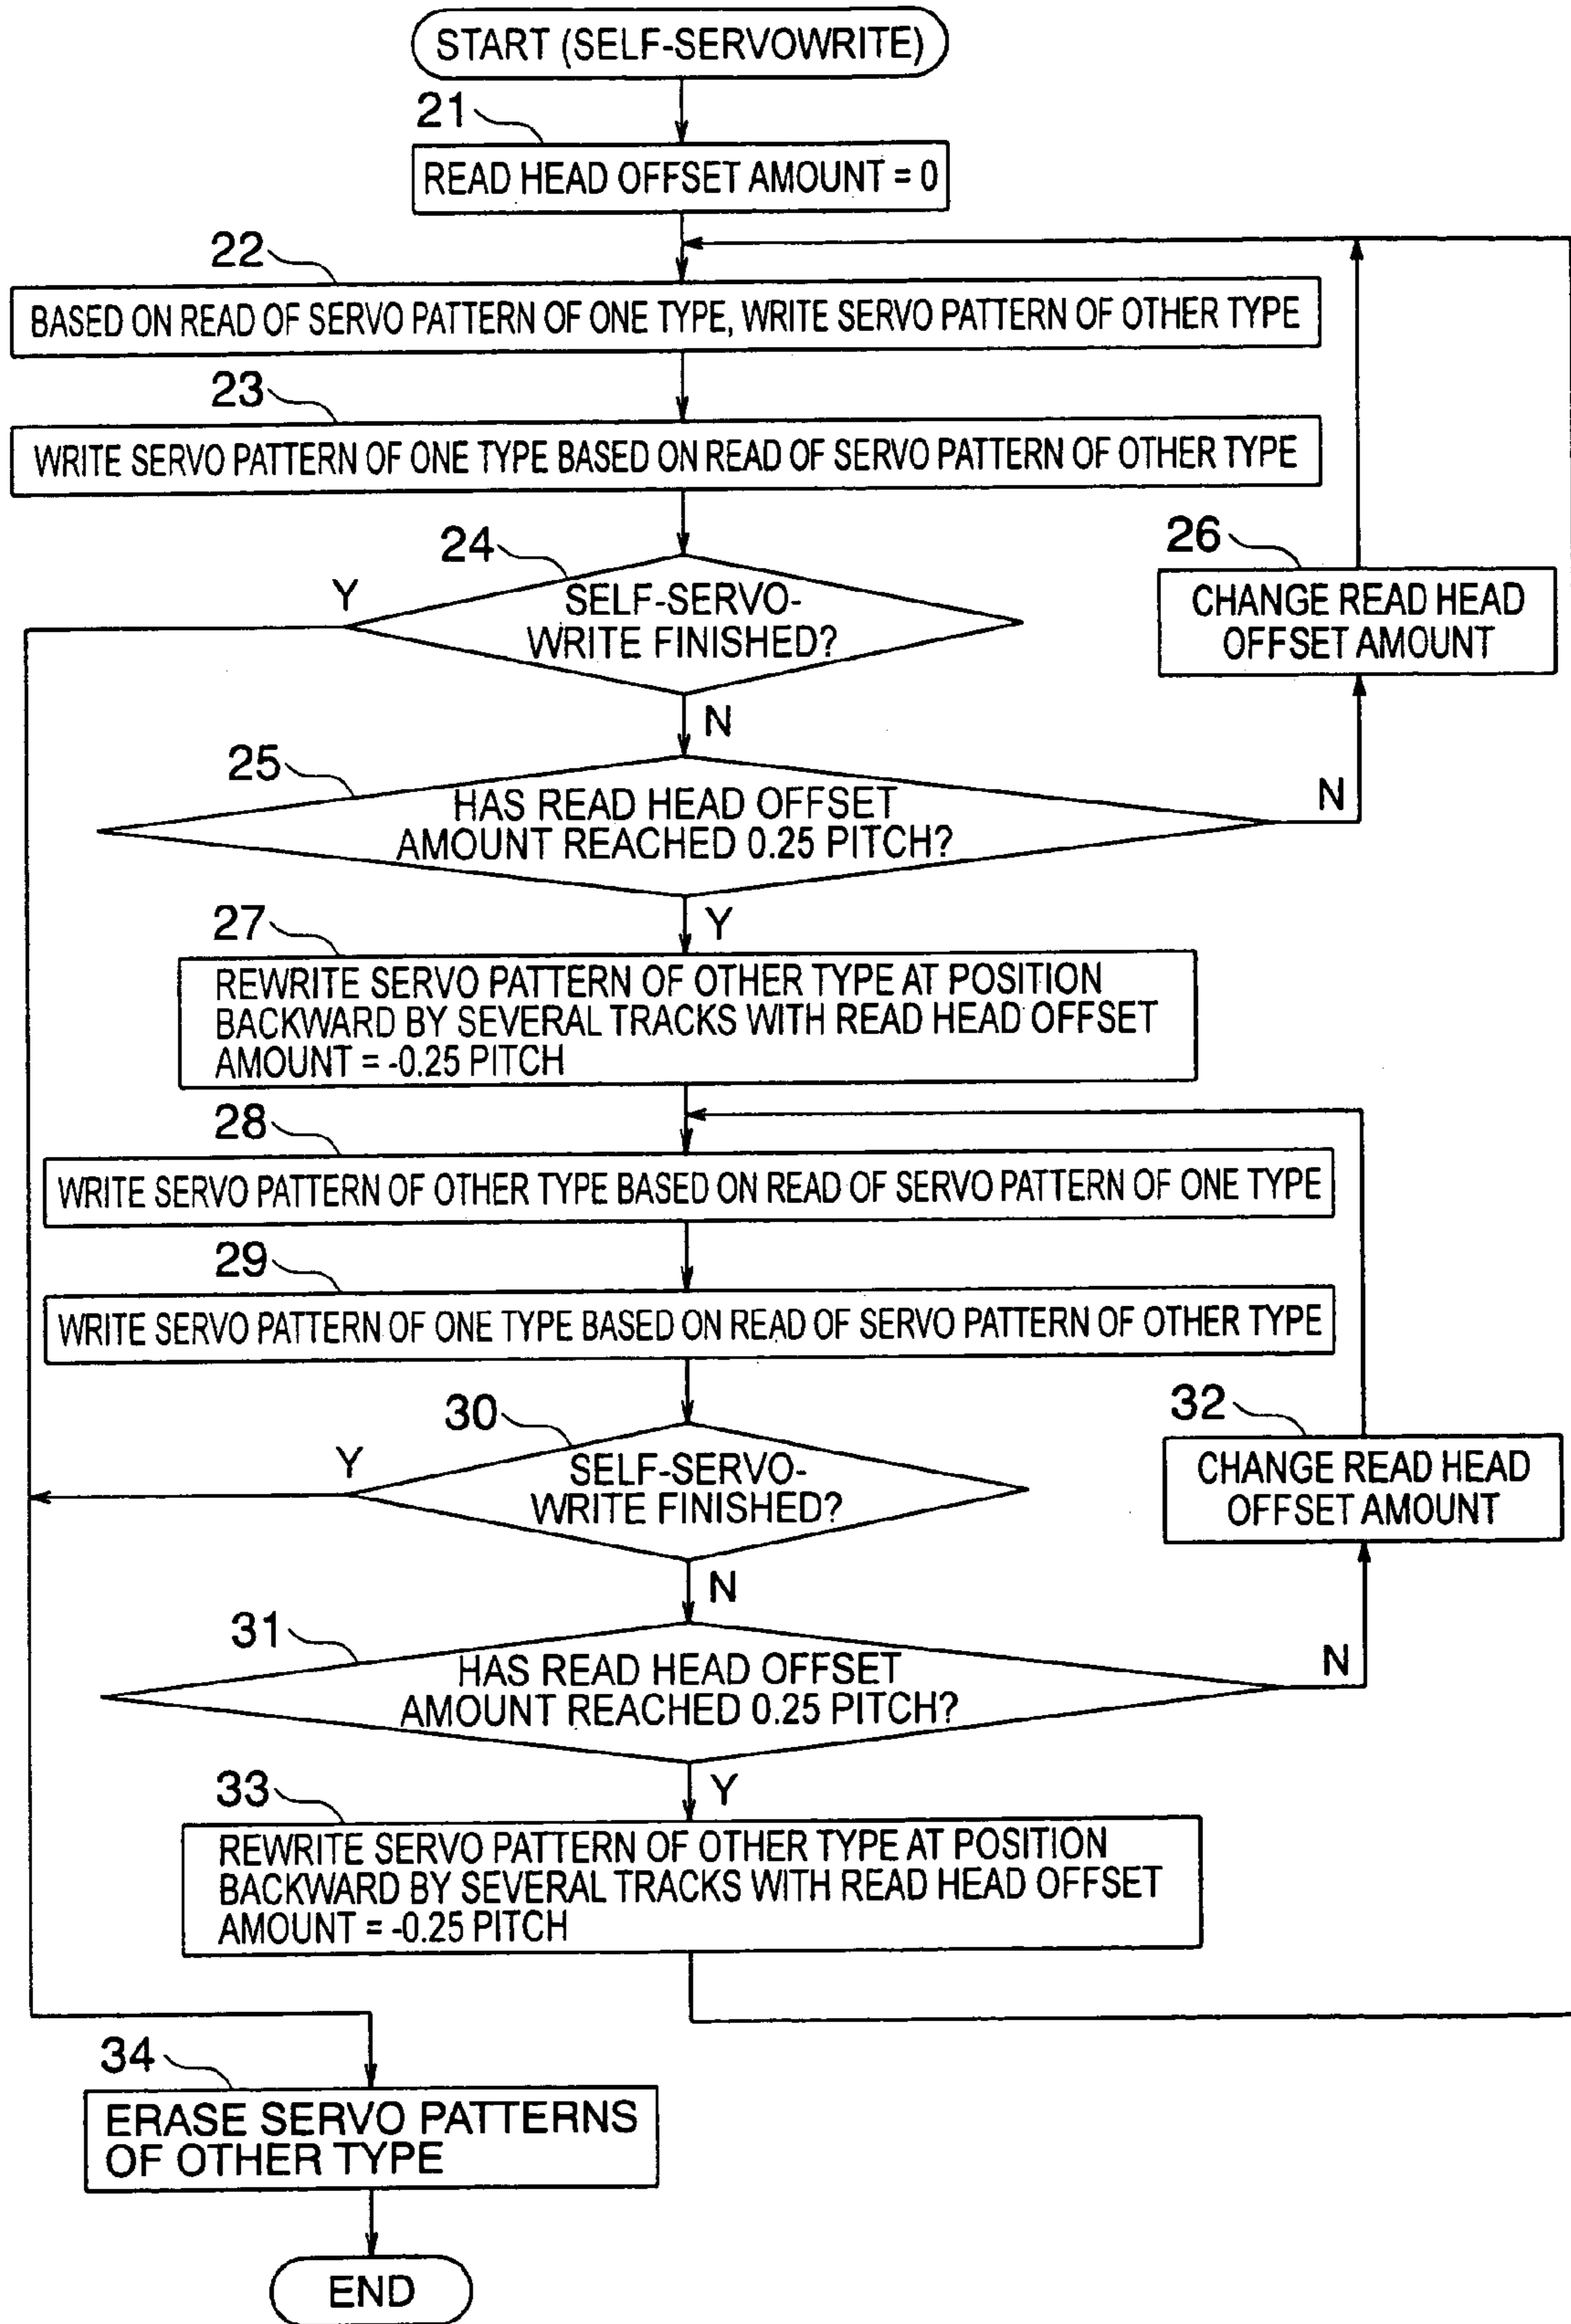 START (SELF-SERVOWRITE)
21
READ HEAD OFFSET AMOUNT = 0
22
BASED ON READ OF SERVO PATTERN OF ONE TYPE, WRITE SERVO PATTERN OF OTHER TYPE
23
WRITE SERVO PATTERN OF ONE TYPE BASED ON READ OF SERVO PATTERN OF OTHER TYPE
24
Y
SELF-SERVO-
WRITE FINISHED?
N
26
CHANGE READ HEAD
OFFSET AMOUNT
25
HAS READ HEAD OFFSET
AMOUNT REACHED 0.25 PITCH?
N
Y
27
REWRITE SERVO PATTERN OF OTHER TYPE AT POSITION
BACKWARD BY SEVERAL TRACKS WITH READ HEAD OFFSET
AMOUNT = -0.25 PITCH
28
WRITE SERVO PATTERN OF OTHER TYPE BASED ON READ OF SERVO PATTERN OF ONE TYPE
29
WRITE SERVO PATTERN OF ONE TYPE BASED ON READ OF SERVO PATTERN OF OTHER TYPE
30
Y
SELF-SERVO-
WRITE FINISHED?
N
32
CHANGE READ HEAD
OFFSET AMOUNT
31
HAS READ HEAD OFFSET
AMOUNT REACHED 0.25 PITCH?
N
Y
33
REWRITE SERVO PATTERN OF OTHER TYPE AT POSITION
BACKWARD BY SEVERAL TRACKS WITH READ HEAD OFFSET
AMOUNT = -0.25 PITCH
34
ERASE SERVO PATTERNS
OF OTHER TYPE
END